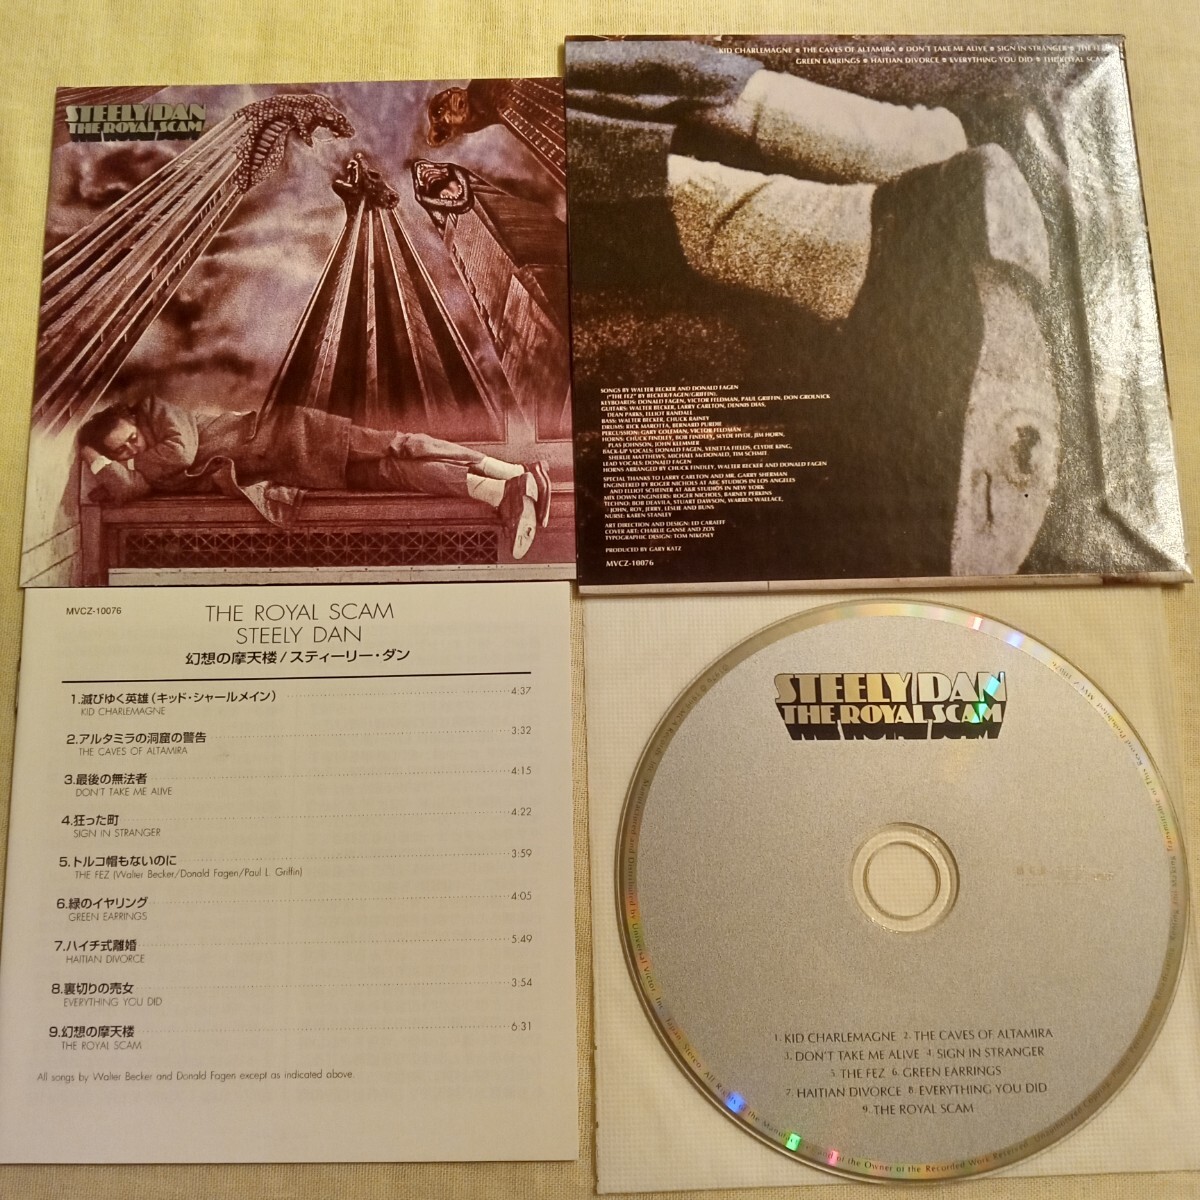 STEELY DAN
THE ROYAL SCAM
KID CHARLEMAGNE • THE CAVES OF ALTAMIRA • DON'T TAKE ME ALIVE • SIGN IN STRANGER • THE FEZ
GREEN EARRINGS • HAITIAN DIVORCE • EVERYTHING YOU DID • THE ROYAL SCAM
SONGS BY WALTER BECKER AND DONALD FAGEN
("THE FEZ" BY BECKER/FAGEN/GRIFFIN).
KEYBOARDS: DONALD FAGEN, VICTOR FELDMAN, PAUL GRIFFIN, DON GROLNICK
GUITARS: WALTER BECKER, LARRY CARLTON, DENNIS DIAS,
DEAN PARKS, ELLIOT RANDALL
BASS: WALTER BECKER, CHUCK RAINEY
DRUMS: RICK MAROTTA, BERNARD PURDIE
PERCUSSION: GARY COLEMAN, VICTOR FELDMAN
HORNS: CHUCK FINDLEY, BOB FINDLEY, SLYDE HYDE, JIM HORN,
PLAS JOHNSON, JOHN KLEMMER
BACK-UP VOCALS: DONALD FAGEN, VENETTA FIELDS, CLYDIE KING,
SHERLIE MATTHEWS, MICHAEL McDONALD, TIM SCHMIT
LEAD VOCALS: DONALD FAGEN
HORNS ARRANGED BY CHUCK FINDLEY, WALTER BECKER AND DONALD FAGEN
SPECIAL THANKS TO LARRY CARLTON AND MR. GARRY SHERMAN
ENGINEERED BY ROGER NICHOLS AT ABC STUDIOS IN LOS ANGELES
AND ELLIOT SCHEINER AT A&R STUDIOS IN NEW YORK
MIX DOWN ENGINEERS: ROGER NICHOLS, BARNEY PERKINS
TECHNO: BOB DEAVILA, STUART DAWSON, WARREN WALLACE,
JOHN, ROY, JERRY, LESLIE AND BUNS
NURSE: KAREN STANLEY
ART DIRECTION AND DESIGN: ED CARAEFF
COVER ART: CHARLIE GANSE AND ZOX
TYPOGRAPHIC DESIGN: TOM NIKOSEY
PRODUCED BY GARY KATZ
MVCZ-10076
MVCZ-10076
THE ROYAL SCAM
STEELY DAN
幻想の摩天楼/スティーリー・ダン
1.滅びゆく英雄(キッド・シャールメイン) 4:37
KID CHARLEMAGNE
2.アルタミラの洞窟の警告 3:32
THE CAVES OF ALTAMIRA
3.最後の無法者 4:15
DON'T TAKE ME ALIVE
4.狂った町 4:22
SIGN IN STRANGER
5.トルコ帽もないのに 3:59
THE FEZ (Walter Becker/Donald Fagen/Paul L. Griffin)
6.緑のイヤリング 4:05
GREEN EARRINGS
7.ハイチ式離婚 5:49
HAITIAN DIVORCE
8.裏切りの売女 3:54
EVERYTHING YOU DID
9.幻想の摩天楼 6:31
THE ROYAL SCAM
All songs by Walter Becker and Donald Fagen except as indicated above.
STEELY DAN
THE ROYAL SCAM
1. KID CHARLEMAGNE 2. THE CAVES OF ALTAMIRA
3. DON'T TAKE ME ALIVE 4. SIGN IN STRANGER
5. THE FEZ 6. GREEN EARRINGS
7. HAITIAN DIVORCE 8. EVERYTHING YOU DID
9. THE ROYAL SCAM